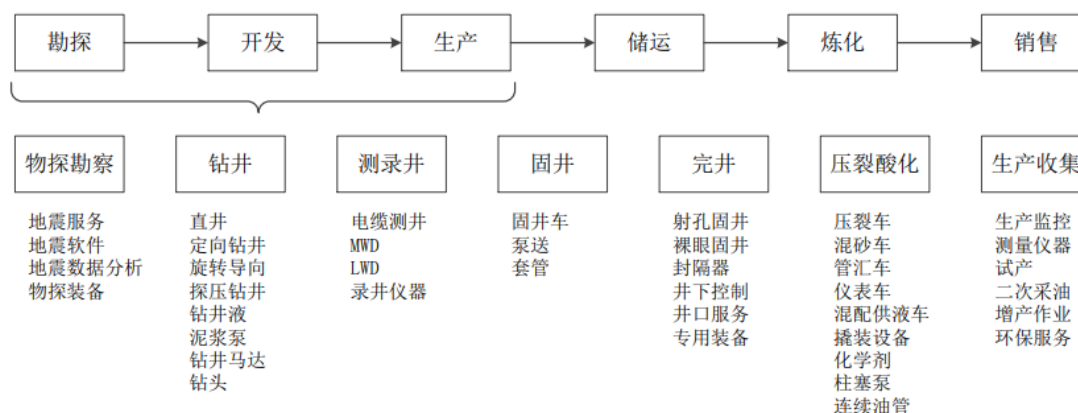 勘探
开发
生产
储运
炼化
销售
物探勘察
钻井
测录井
固井
完井
压裂酸化
生产收集
地震服务
地震软件
地震数据分析
物探装备
直井
定向钻井
旋转导向
探压钻井
钻井液
泥浆泵
钻井马达
钻头
电缆测井
MWD
LWD
录井仪器
固井车
泵送
套管
射孔固井
裸眼固井
封隔器
井下控制
井口服务
专用装备
压裂车
混砂车
管汇车
仪表车
混配供液车
撬装设备
化学剂
柱塞泵
连续油管
生产监控
测量仪器
试产
二次采油
增产作业
环保服务